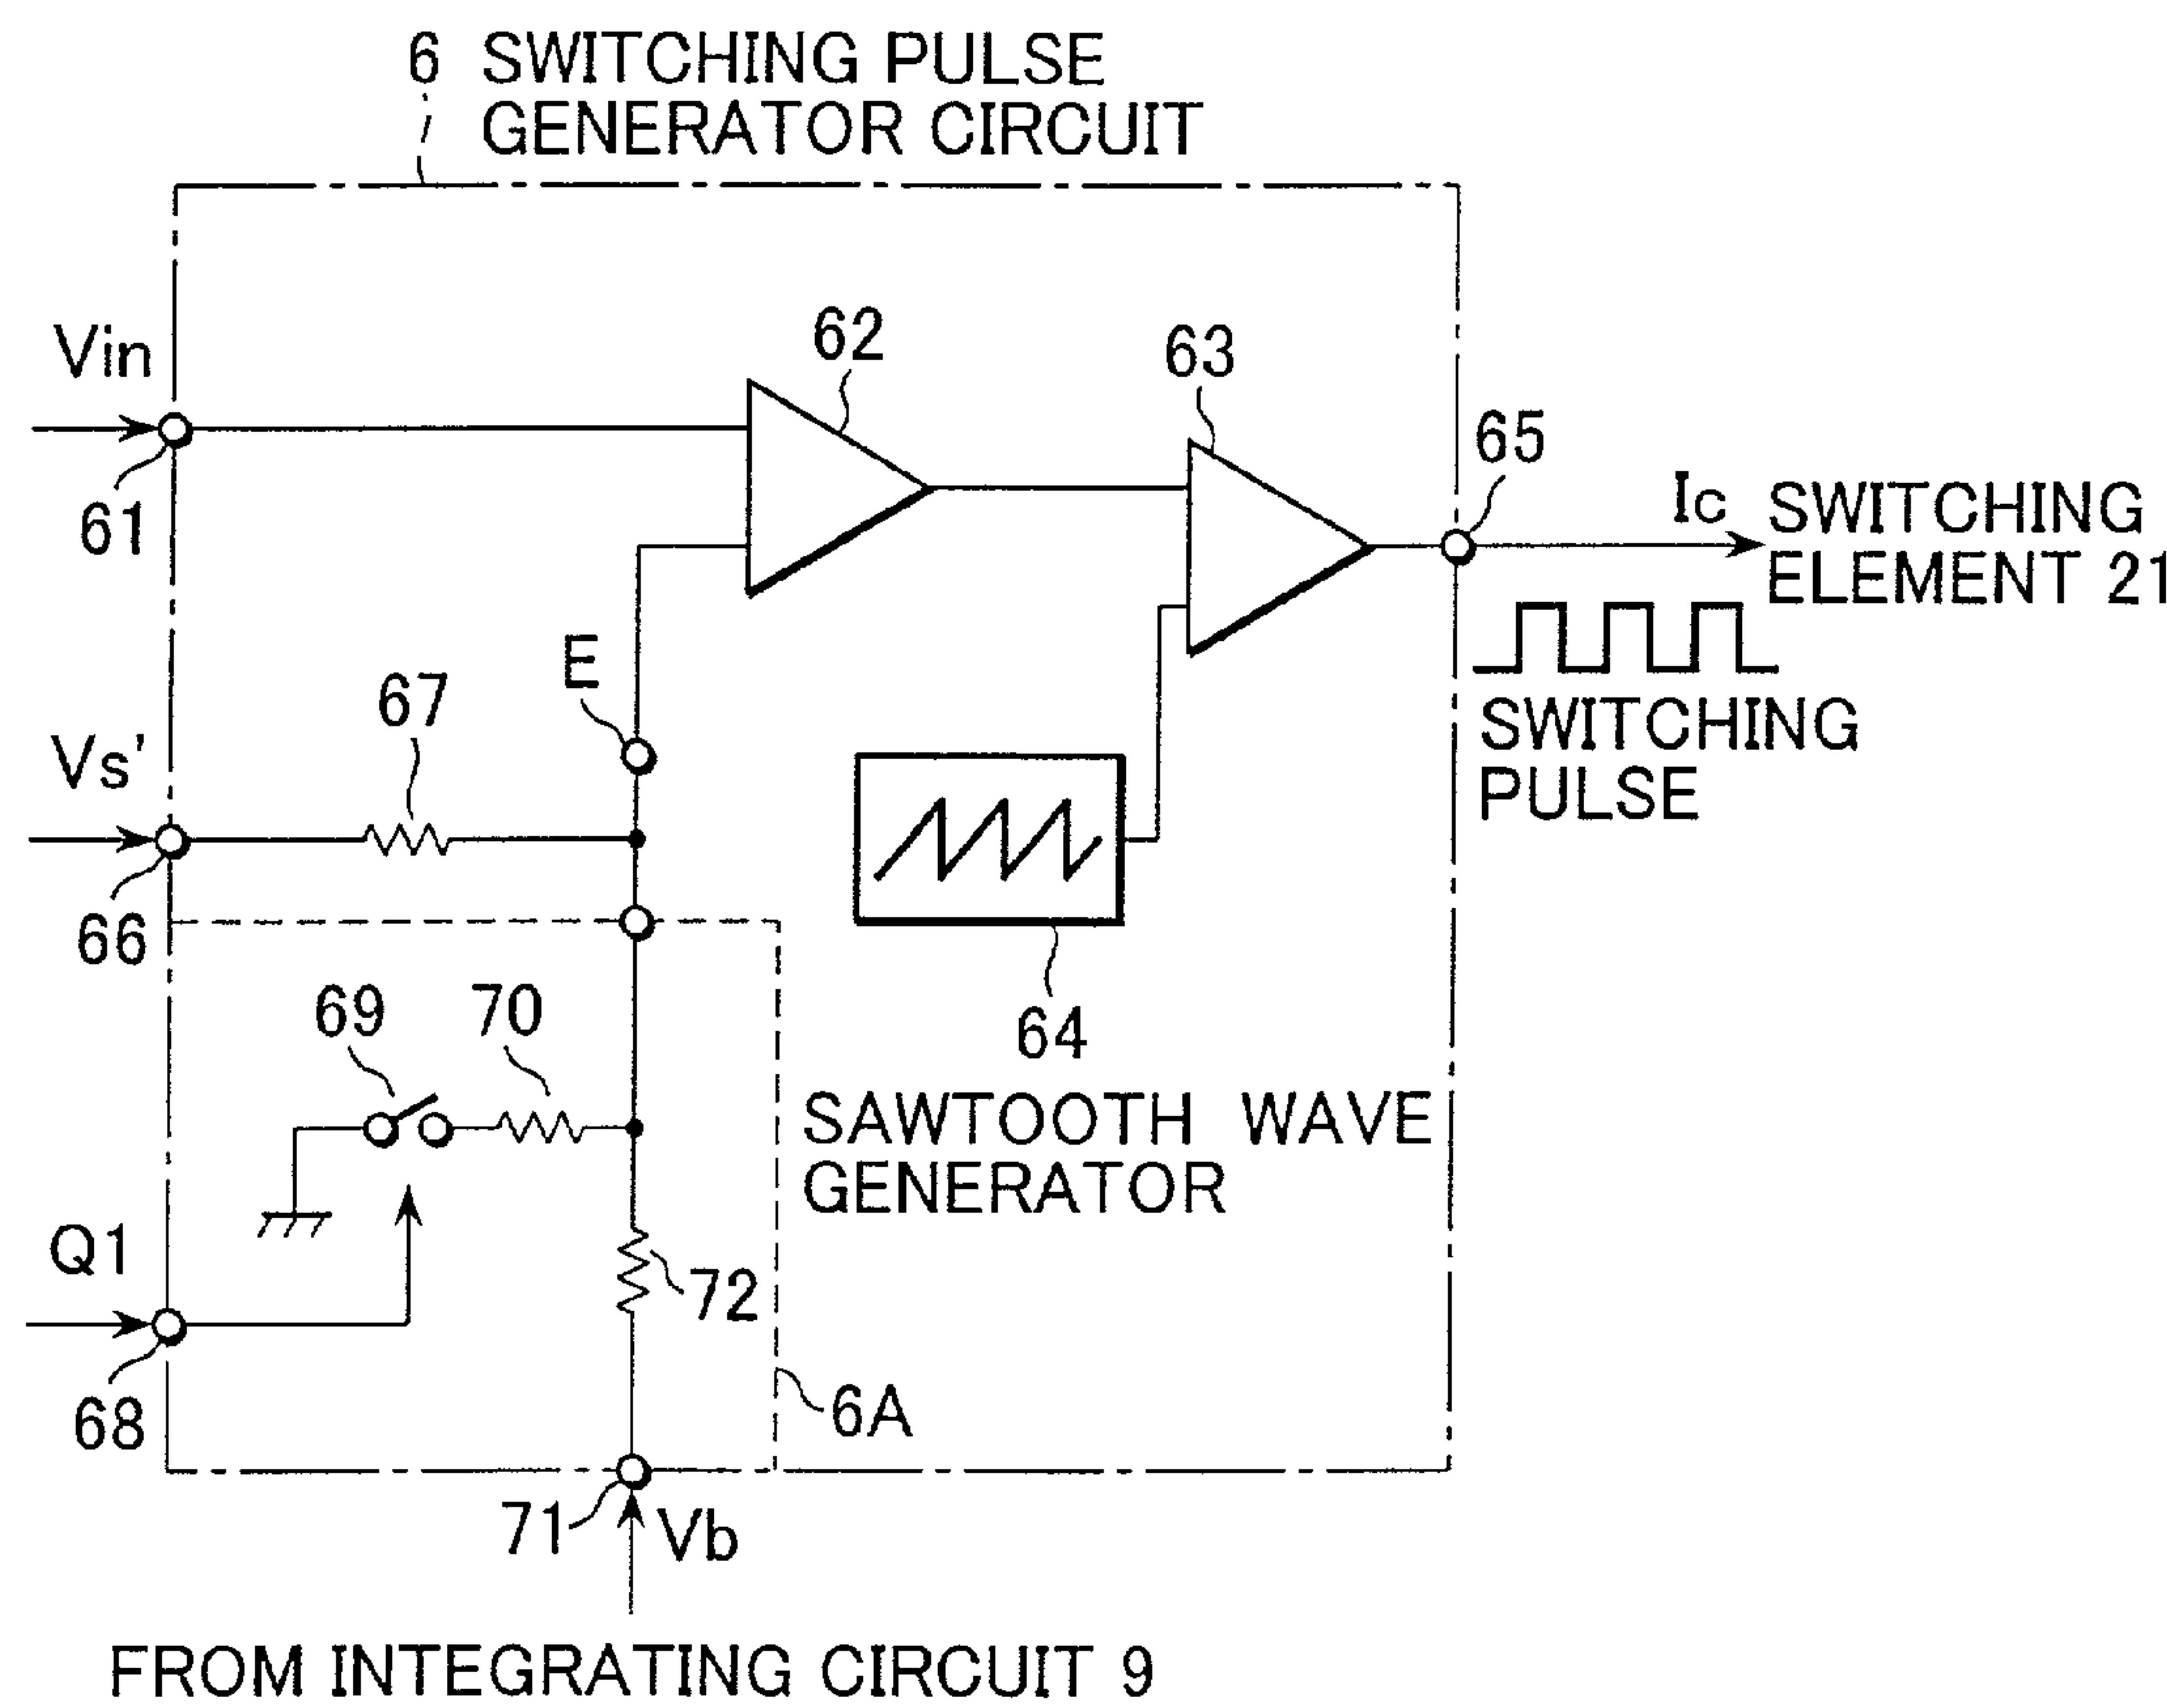 6 SWITCHING PULSE
GENERATOR CIRCUIT
Vin
62
63
65
61
Ic
SWITCHING
ELEMENT 21
E
67
Vs'
SWITCHING
PULSE
66
69
70
64
SAWTOOTH WAVE
GENERATOR
Q1
72
68
6A
71
Vb
FROM INTEGRATING CIRCUIT 9